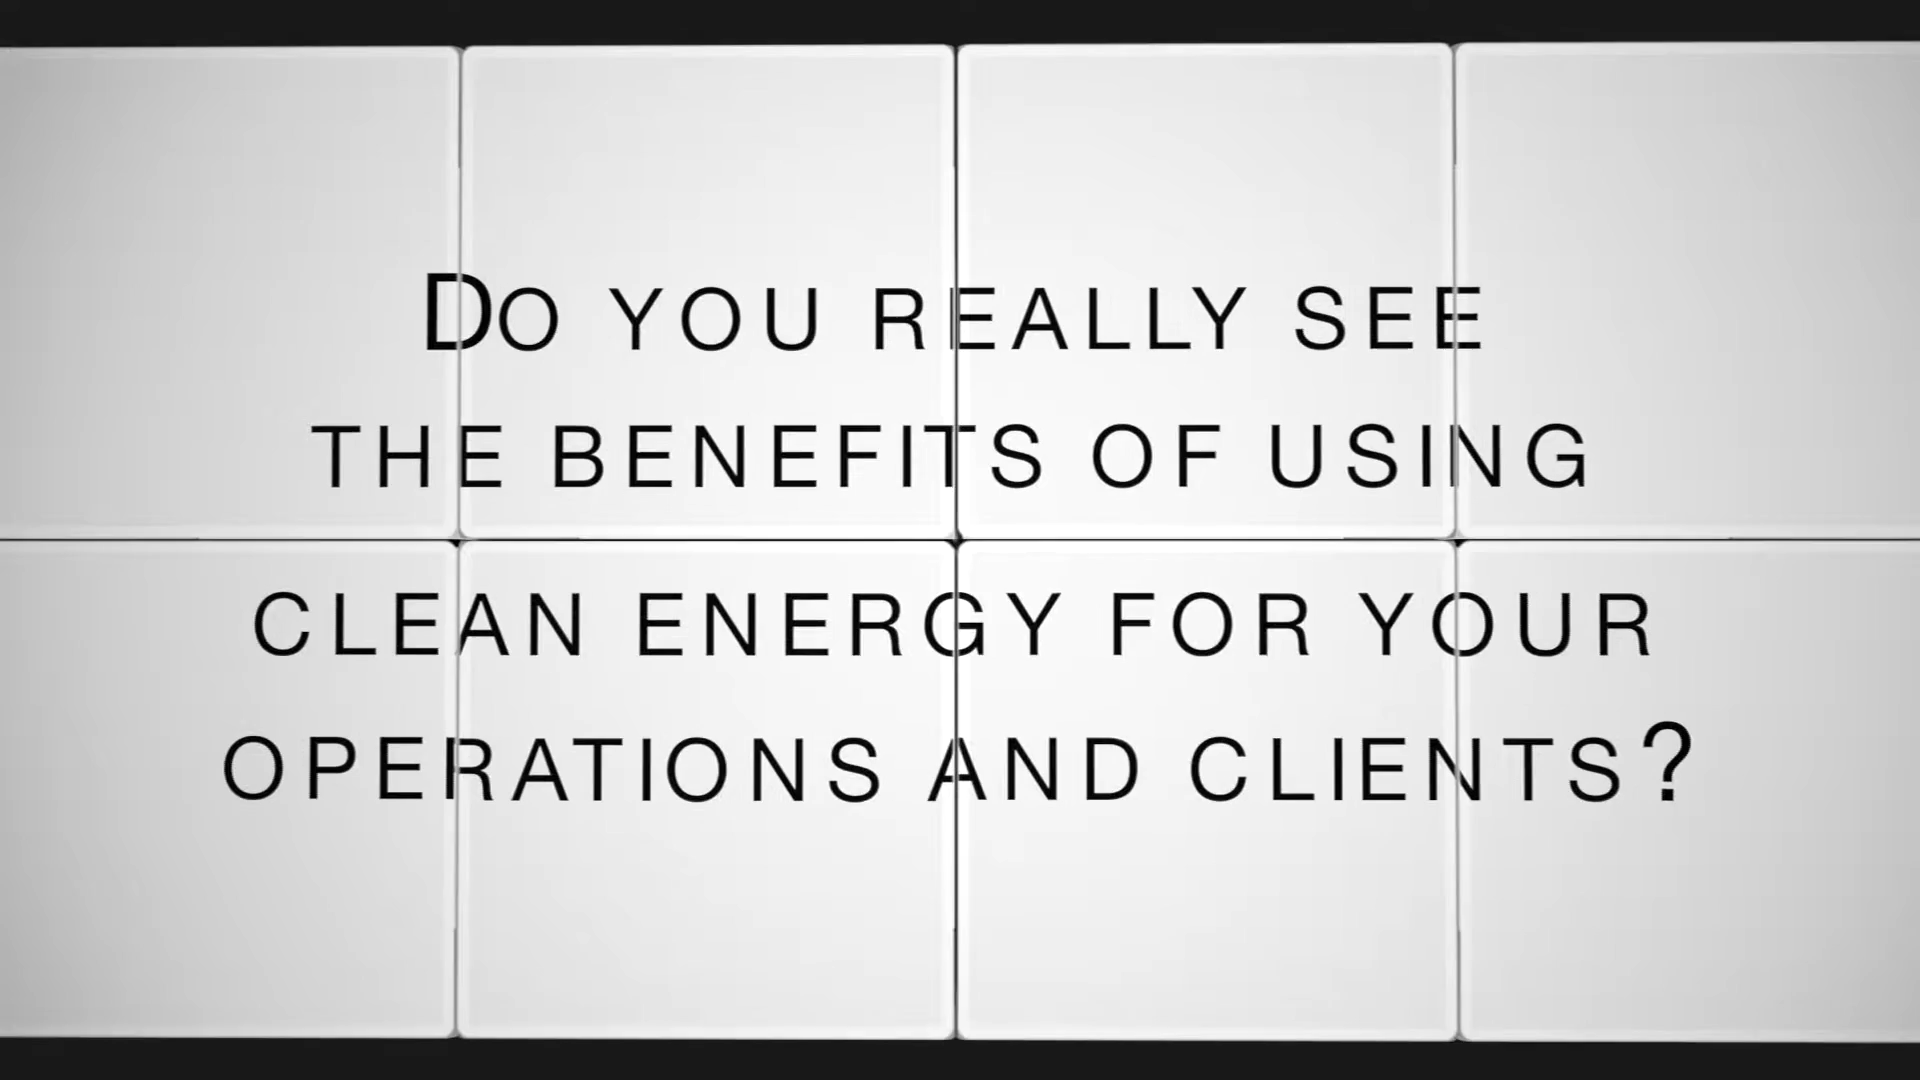 Do you really see
the benefits of using
clean energy for your
operations and clients?